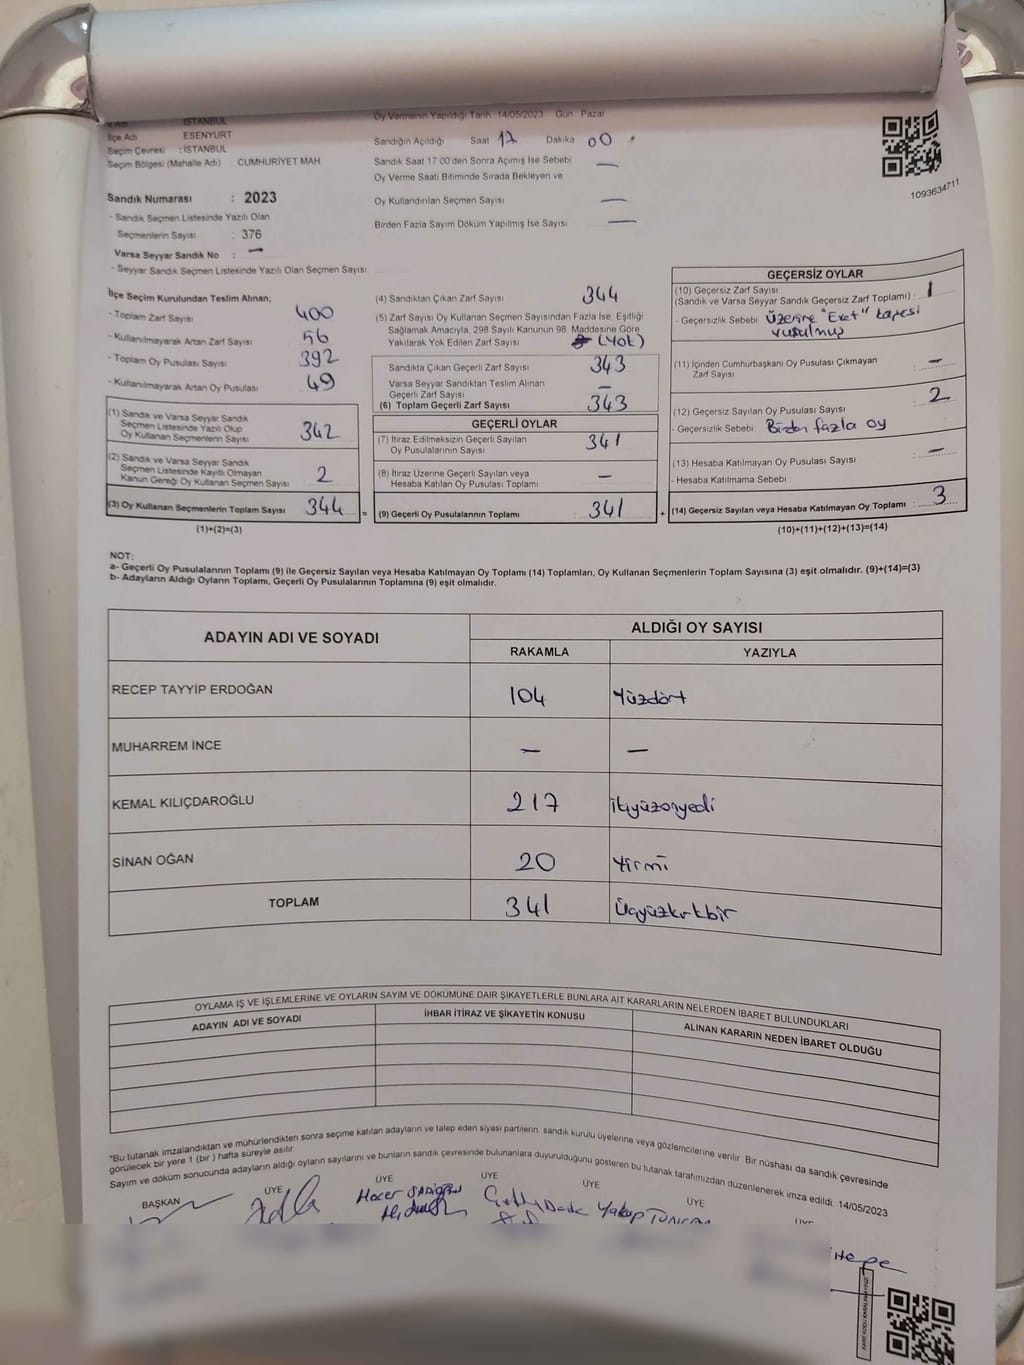 İSTANBUL
İlçe Adı ESENYURT
Seçim Çevresi : İSTANBUL
Seçim Bölgesi (Mahalle Adı) CUMHURİYET MAH
Sandık Numarası : 2023
- Sandık Seçmen Listesinde Yazılı Olan
Seçmenlerin Sayısı : 376
Varsa Seyyar Sandık No : –
- Seyyar Sandık Seçmen Listesinde Yazılı Olan Seçmen Sayısı
Oy Vermenin Yapıldığı Tarih 14/05/2023 Gün Pazar
Sandığın Açıldığı Saat 17 Dakika 00
Sandık Saat 17:00'den Sonra Açımış İse Sebebi –
Oy Verme Saati Bitiminde Sırada Bekleyen ve
Oy Kullandırılan Seçmen Sayısı –
Birden Fazla Sayım Döküm Yapılmış İse Sayısı –
1093634711
İlçe Seçim Kurulundan Teslim Alınan;
- Toplam Zarf Sayısı 400
- Kullanılmayarak Artan Zarf Sayısı 56
- Toplam Oy Pusulası Sayısı 392
- Kullanılmayarak Artan Oy Pusulası 49
(1) Sandık ve Varsa Seyyar Sandık
Seçmen Listesinde Yazılı Olup
Oy Kullanan Seçmenlerin Sayısı 342
(2) Sandık ve Varsa Seyyar Sandık
Seçmen Listesinde Kayıtlı Olmayan
Kanun Gereği Oy Kullanan Seçmen Sayısı 2
(3) Oy Kullanan Seçmenlerin Toplam Sayısı 344 =
(1)+(2)=(3)
(4) Sandıktan Çıkan Zarf Sayısı 344
(5) Zarf Sayısı Oy Kullanan Seçmen Sayısından Fazla İse, Eşitliği
Sağlamak Amacıyla, 298 Sayılı Kanunun 98. Maddesine Göre
Yakılarak Yok Edilen Zarf Sayısı (Yok)
Sandıkta Çıkan Geçerli Zarf Sayısı 343
Varsa Seyyar Sandıktan Teslim Alınan
Geçerli Zarf Sayısı –
(6) Toplam Geçerli Zarf Sayısı 343
GEÇERLİ OYLAR
(7) İtiraz Edilmeksizin Geçerli Sayılan
Oy Pusulalarının Sayısı 341
(8) İtiraz Üzerine Geçerli Sayılan veya
Hesaba Katılan Oy Pusulası Toplamı –
(9) Geçerli Oy Pusulalarının Toplamı : 341 +
GEÇERSİZ OYLAR
(10) Geçersiz Zarf Sayısı
(Sandık ve Varsa Seyyar Sandık Geçersiz Zarf Toplamı) : 1
- Geçersizlik Sebebi Üzerine "Evet" kaşesi
vurulmuş
(11) İçinden Cumhurbaşkanı Oy Pusulası Çıkmayan
Zarf Sayısı : –
(12) Geçersiz Sayılan Oy Pusulası Sayısı : 2
- Geçersizlik Sebebi Birden fazla oy
(13) Hesaba Katılmayan Oy Pusulası Sayısı : –
- Hesaba Katılmama Sebebi
(14) Geçersiz Sayılan veya Hesaba Katılmayan Oy Toplamı : 3
(10)+(11)+(12)+(13)=(14)
NOT:
a- Geçerli Oy Pusulalarının Toplamı (9) ile Geçersiz Sayılan veya Hesaba Katılmayan Oy Toplamı (14) Toplamları, Oy Kullanan Seçmenlerin Toplam Sayısına (3) eşit olmalıdır. (9)+(14)=(3)
b- Adayların Aldığı Oyların Toplamı, Geçerli Oy Pusulalarının Toplamına (9) eşit olmalıdır.
ADAYIN ADI VE SOYADI ALDIĞI OY SAYISI
RAKAMLA YAZIYLA
RECEP TAYYİP ERDOĞAN 104 Yüzdört
MUHARREM İNCE – –
KEMAL KILIÇDAROĞLU 217 ikiyüzonyedi
SİNAN OĞAN 20 Yirmi
TOPLAM 341 Üçyüzkırkbir
OYLAMA İŞ VE İŞLEMLERİNE VE OYLARIN SAYIM VE DÖKÜMÜNE DAİR ŞİKAYETLERLE BUNLARA AİT KARARLARIN NELERDEN İBARET BULUNDUKLARI
ADAYIN ADI VE SOYADI İHBAR İTİRAZ VE ŞİKAYETİN KONUSU ALINAN KARARIN NEDEN İBARET OLDUĞU
*Bu tutanak imzalandıktan ve mühürlendikten sonra seçime katılan adayların ve talep eden siyasi partilerin sandık kurulu üyelerine veya gözlemcilerine verilir. Bir nüshası da sandık çevresinde
görülecek bir yere 1 (bir) hafta süreyle asılır.
Sayım ve döküm sonucunda adayların aldığı oyların sayılarını ve bunların sandık çevresinde bulunanlara duyurulduğunu gösteren bu tutanak tarafımızdan düzenlenerek imza edildi. 14/05/2023
BAŞKAN ÜYE ÜYE ÜYE ÜYE ÜYE
Hacer
Yakup